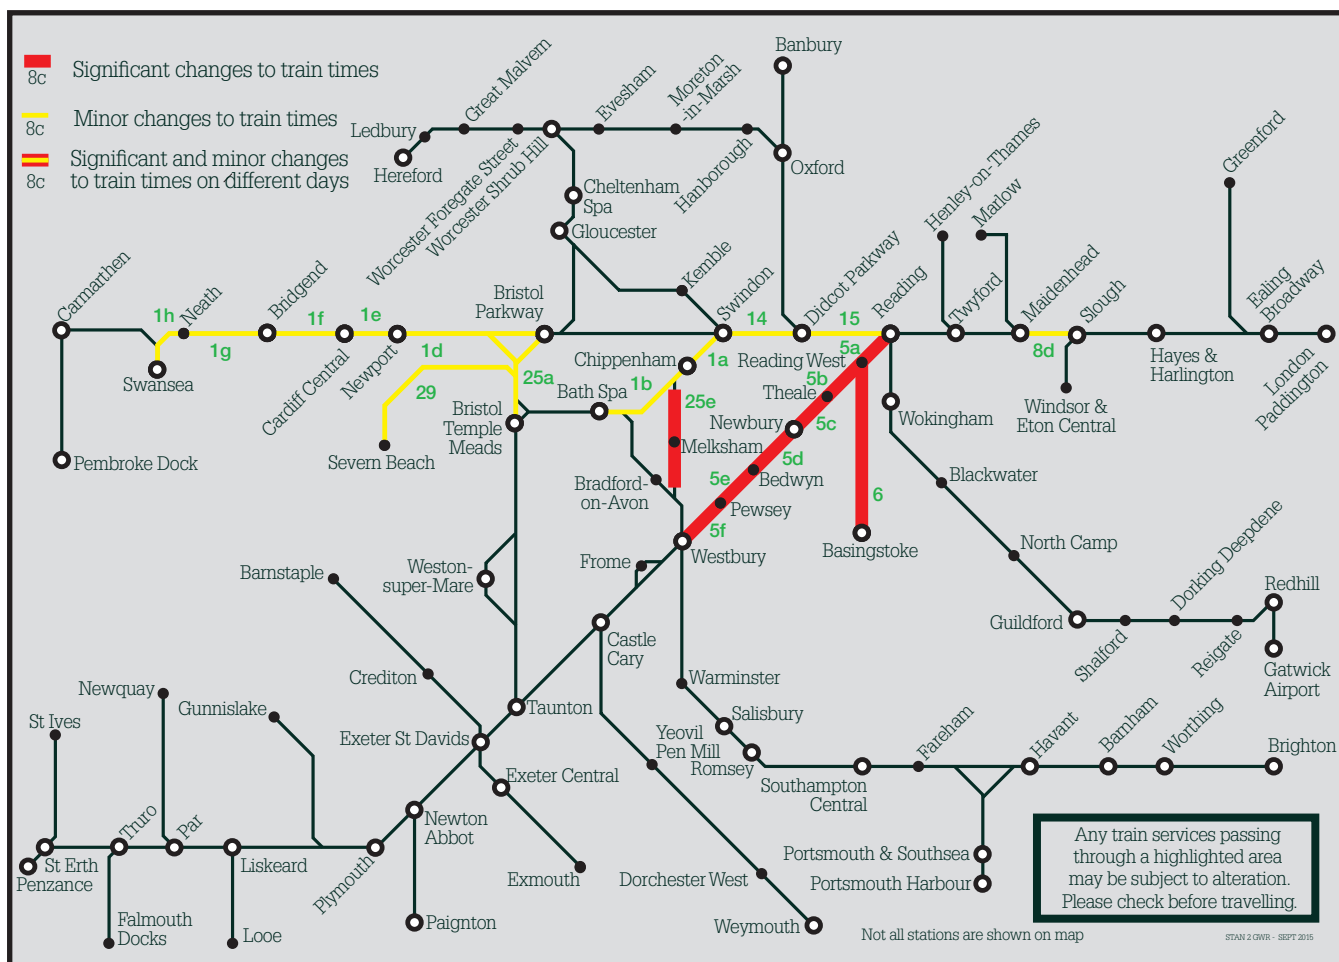 8c
Significant changes to train times
8c
Minor changes to train times
8c
Significant and minor changes
to train times on different days
Banbury
Great Malvern
Evesham
Moreton
-in-Marsh
Ledbury
Hereford
Worcester Foregate Street
Worcester Shrub Hill
Hanborough
Oxford
Cheltenham
Spa
Gloucester
Kemble
Henley-on-Thames
Marlow
Greenford
Carmarthen
1h
Neath
Bridgend
1f
1e
Bristol
Parkway
Swindon
14
Didcot Parkway
15
Reading
Twyford
Maidenhead
Slough
Ealing
Broadway
Swansea
1g
Cardiff Central
Newport
1d
Chippenham
1a
Reading West
5a
8d
Hayes &
Harlington
London
Paddington
29
25a
Bath Spa
1b
25e
Theale
5b
Wokingham
Windsor &
Eton Central
Bristol
Temple
Meads
Newbury
5c
Severn Beach
Pembroke Dock
Melksham
5d
Bedwyn
Blackwater
Bradford-
on-Avon
5e
Pewsey
6
5f
Westbury
Basingstoke
North Camp
Frome
Weston-
super-Mare
Barnstaple
Dorking Deepdene
Redhill
Guildford
Shalford
Reigate
Gatwick
Airport
Castle
Cary
Crediton
Warminster
Newquay
Gunnislake
St Ives
Taunton
Salisbury
Exeter St Davids
Yeovil
Pen Mill
Romsey
Fareham
Havant
Barnham
Worthing
Brighton
Exeter Central
Southampton
Central
Newton
Abbot
Truro
Par
St Erth
Penzance
Liskeard
Plymouth
Exmouth
Dorchester West
Portsmouth & Southsea
Portsmouth Harbour
Falmouth
Docks
Looe
Paignton
Weymouth
Any train services passing
through a highlighted area
may be subject to alteration.
Please check before travelling.
Not all stations are shown on map
STAN 2 GWR - SEPT 2015